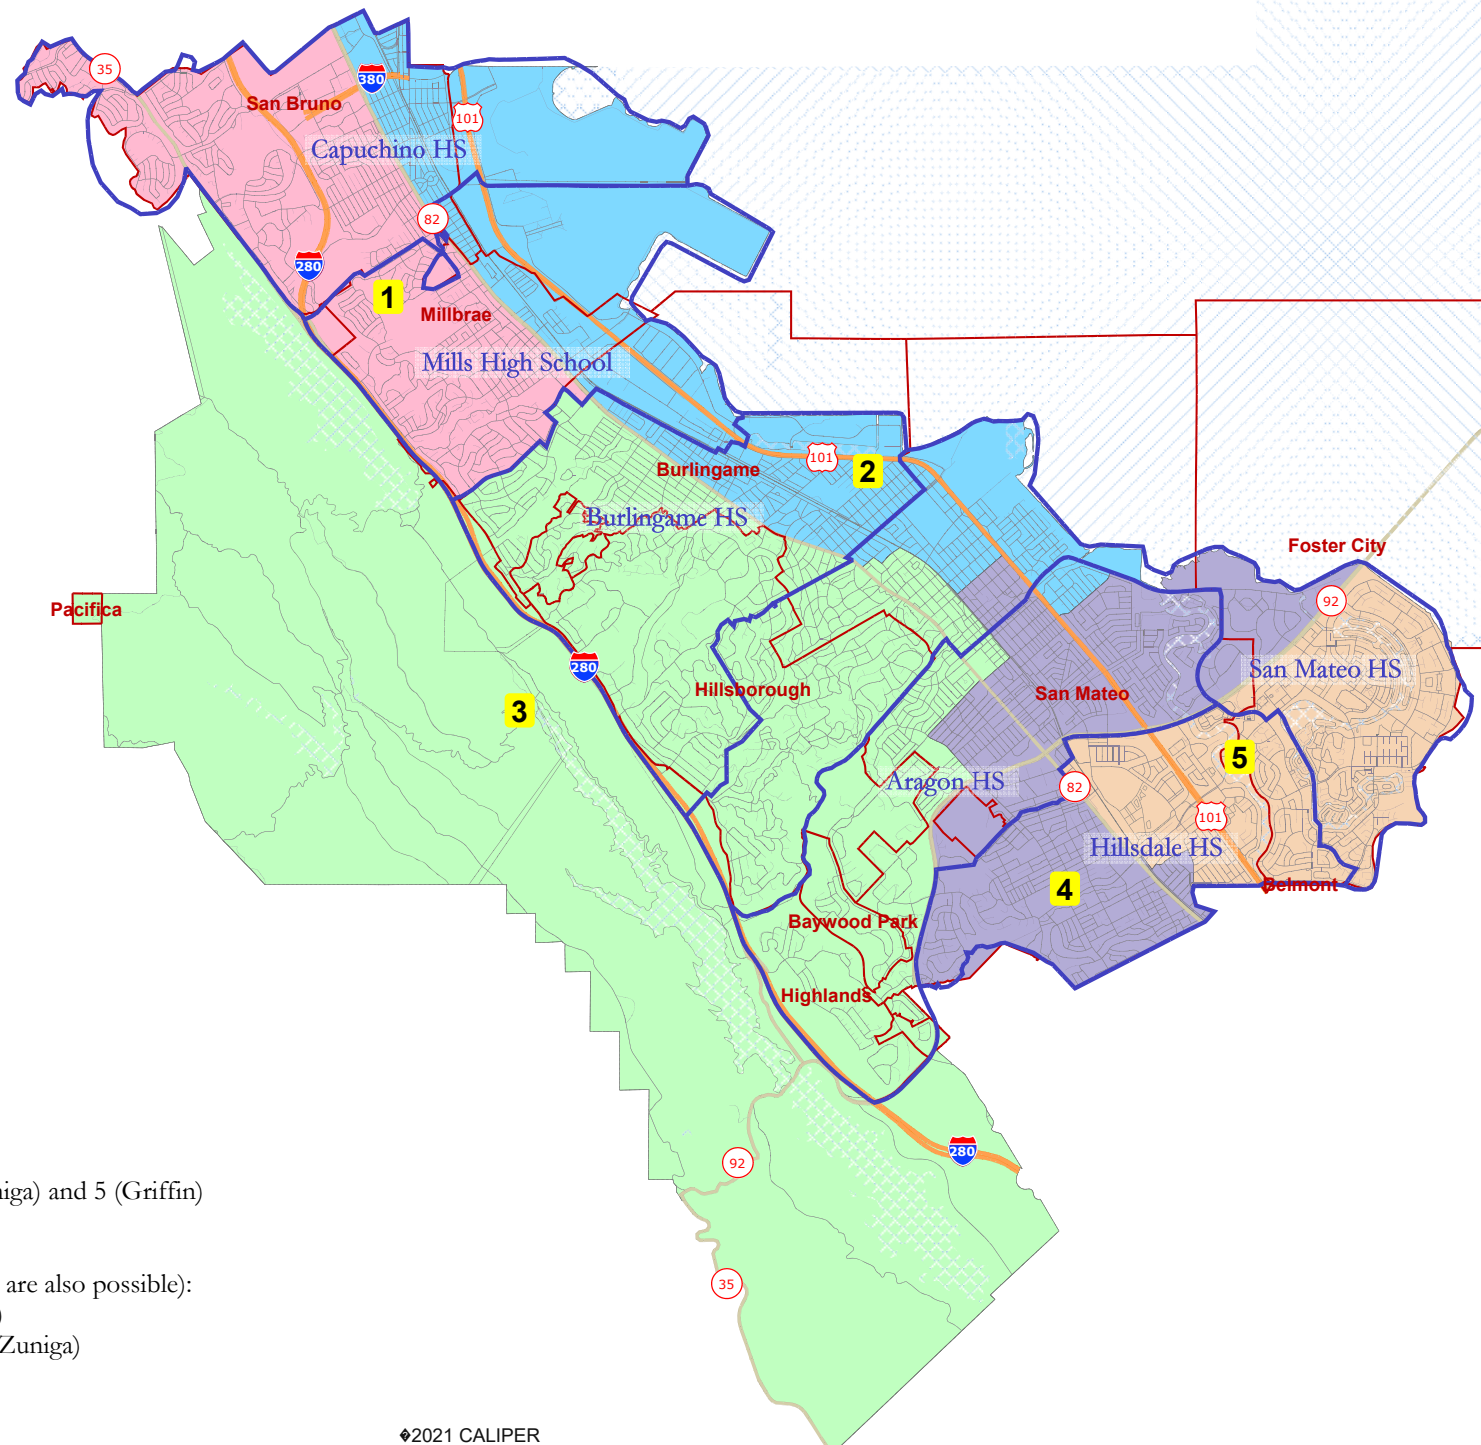 35
San Bruno
380
101
Capuchino HS
82
280
1
Millbrae
Mills High School
Burlingame
101
2
Burlingame HS
Foster City
Pacifica
92
280
Hillsborough
San Mateo
San Mateo HS
3
5
Aragon HS
82
101
Hillsdale HS
4
Belmont
Baywood Park
Highlands
280
92
35
iga) and 5 (Griffin)
are also possible):
)
Zuniga)
�2021 CALIPER